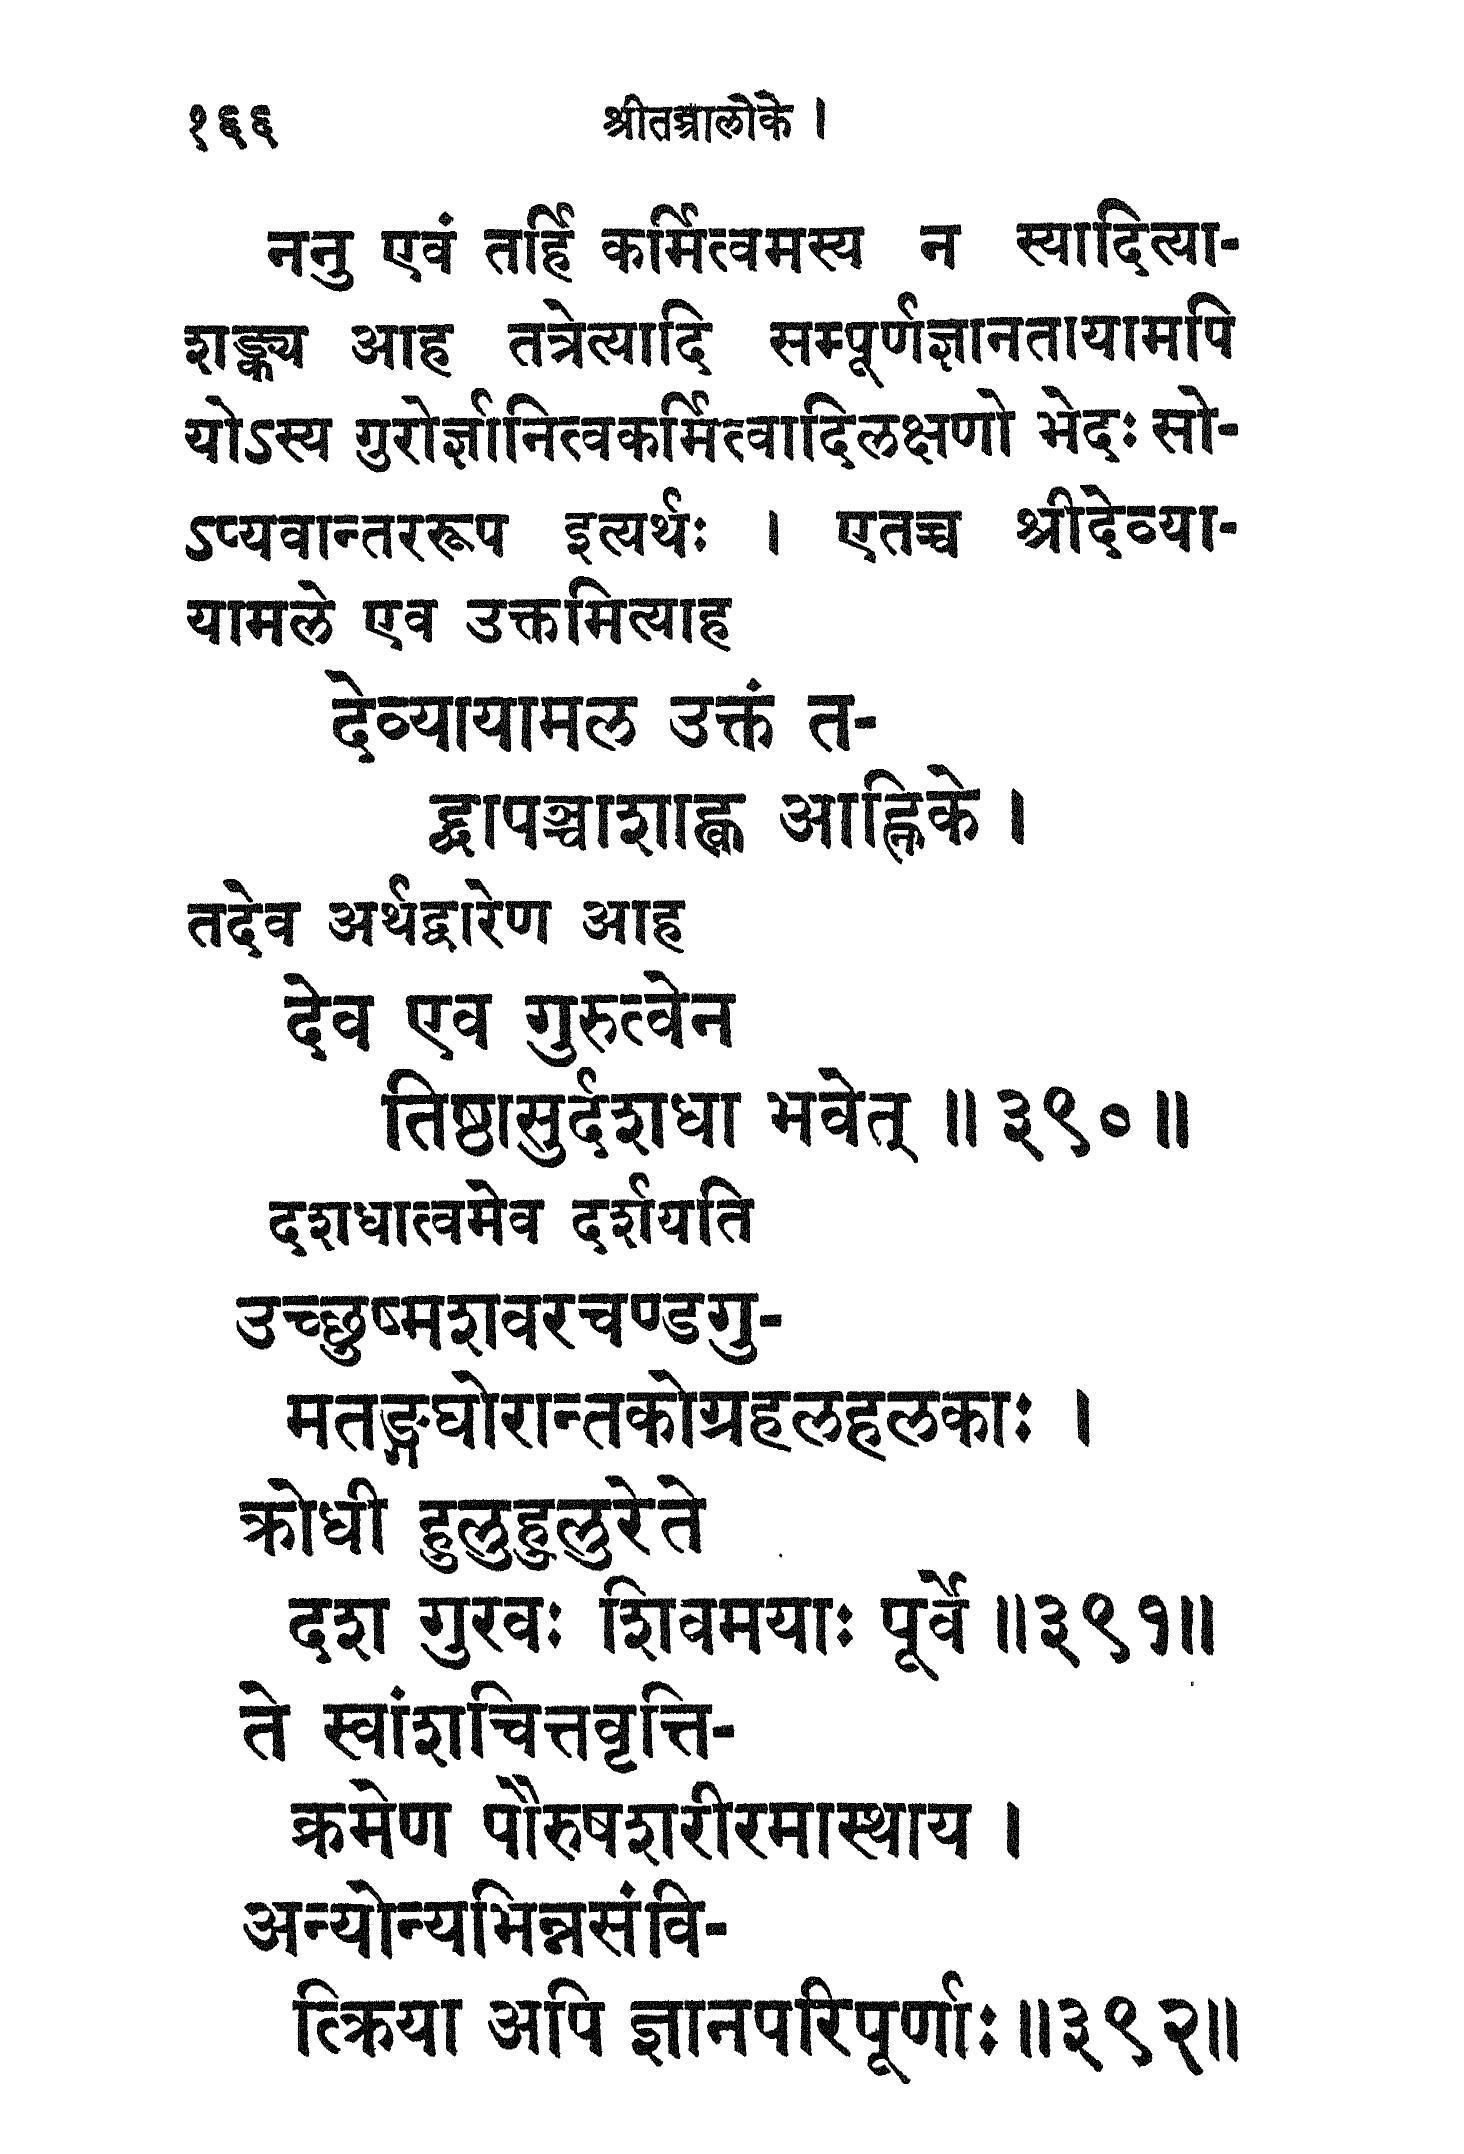 १६६ श्रीतन्त्रालोके ।
ननु एवं तर्हि कर्मित्वमस्य न स्यादित्या-
शङ्क्य आह तत्रेत्यादि सम्पूर्णज्ञानतायामपि
योऽस्य गुरोर्ज्ञानित्वकर्मित्वादिलक्षणो भेदः सो-
ऽप्यवान्तररूप इत्यर्थः । एतच्च श्रीदेव्या-
यामले एव उक्तमित्याह
देव्यायामल उक्तं त-
द्द्वापञ्चाशाह्व आह्निके ।
तदेव अर्थद्वारेण आह
देव एव गुरुत्वेन
तिष्ठासुर्दशधा भवेत् ॥ ३९० ॥
दशधात्वमेव दर्शयति
उच्छुष्मशवरचण्डगु-
मतङ्गघोरान्तकोग्रहलहलकाः ।
क्रोधी हुलुहुलुरेते
दश गुरवः शिवमयाः पूर्वे ॥३९१॥
ते स्वांशचित्तवृत्ति-
क्रमेण पौरुषशरीरमास्थाय ।
अन्योन्यभिन्नसंवि-
त्क्रिया अपि ज्ञानपरिपूर्णाः॥३९२॥